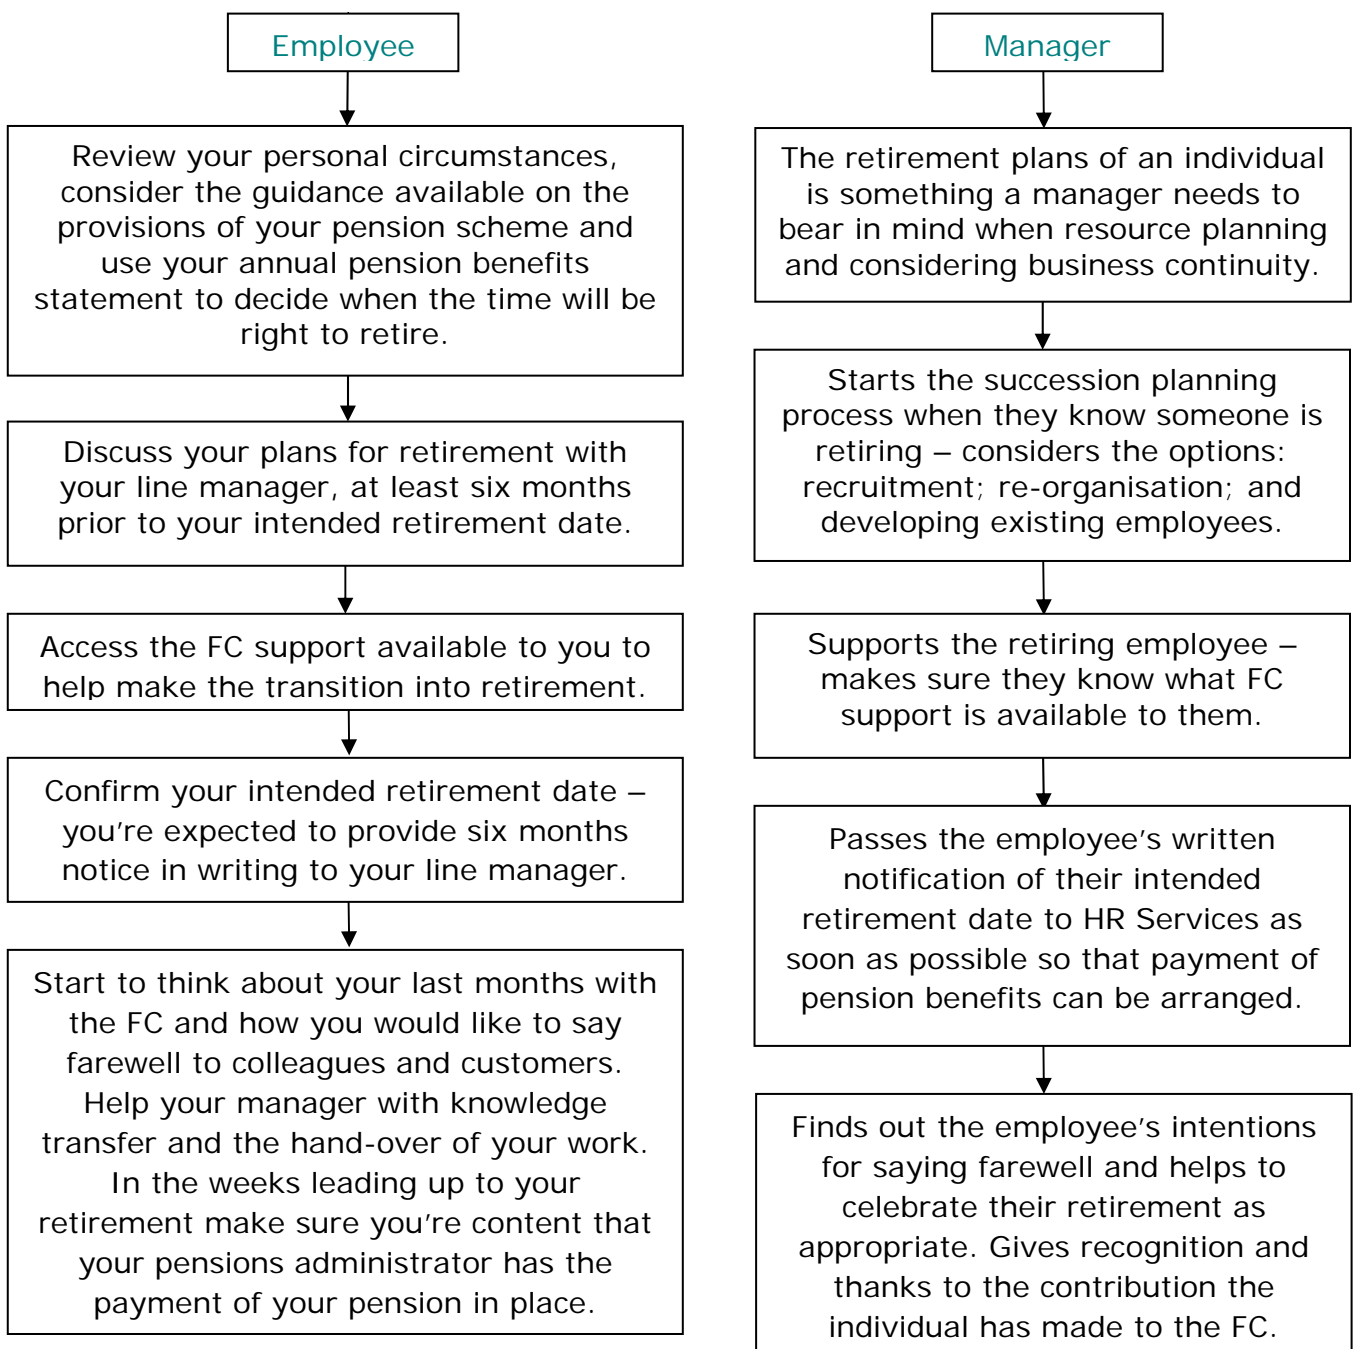 Employee
Review your personal circumstances,
consider the guidance available on the
provisions of your pension scheme and
use your annual pension benefits
statement to decide when the time will be
right to retire.
Discuss your plans for retirement with
your line manager, at least six months
prior to your intended retirement date.
Access the FC support available to you to
help make the transition into retirement.
Confirm your intended retirement date –
you're expected to provide six months
notice in writing to your line manager.
Start to think about your last months with
the FC and how you would like to say
farewell to colleagues and customers.
Help your manager with knowledge
transfer and the hand-over of your work.
In the weeks leading up to your
retirement make sure you're content that
your pensions administrator has the
payment of your pension in place.
Manager
The retirement plans of an individual
is something a manager needs to
bear in mind when resource planning
and considering business continuity.
Starts the succession planning
process when they know someone is
retiring – considers the options:
recruitment; re-organisation; and
developing existing employees.
Supports the retiring employee –
makes sure they know what FC
support is available to them.
Passes the employee's written
notification of their intended
retirement date to HR Services as
soon as possible so that payment of
pension benefits can be arranged.
Finds out the employee's intentions
for saying farewell and helps to
celebrate their retirement as
appropriate. Gives recognition and
thanks to the contribution the
individual has made to the FC.